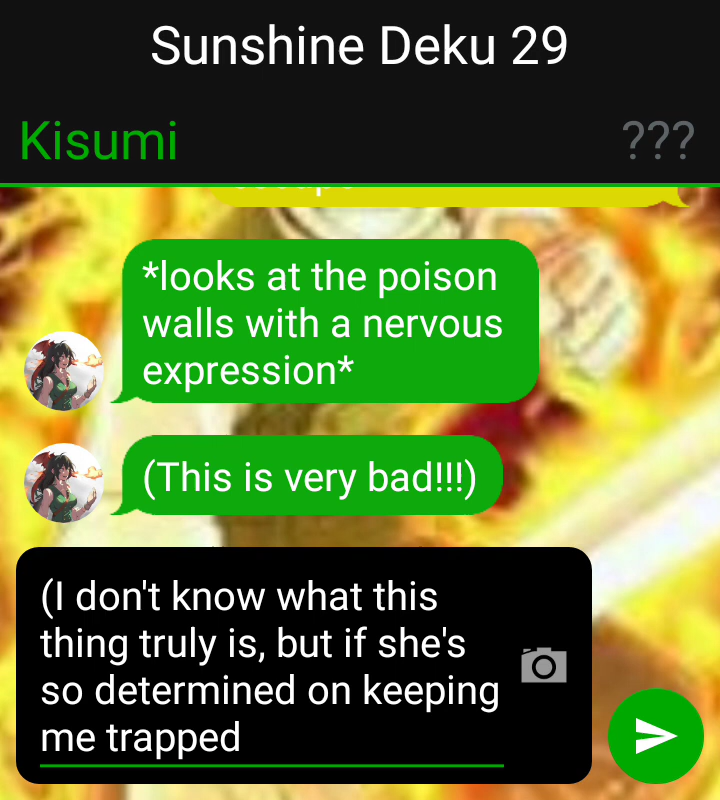 Sunshine Deku 29
Kisumi
???
*looks at the poison
walls with a nervous
expression*
(This is very bad!!!)
(I don't know what this
thing truly is, but if she's
so determined on keeping
me trapped